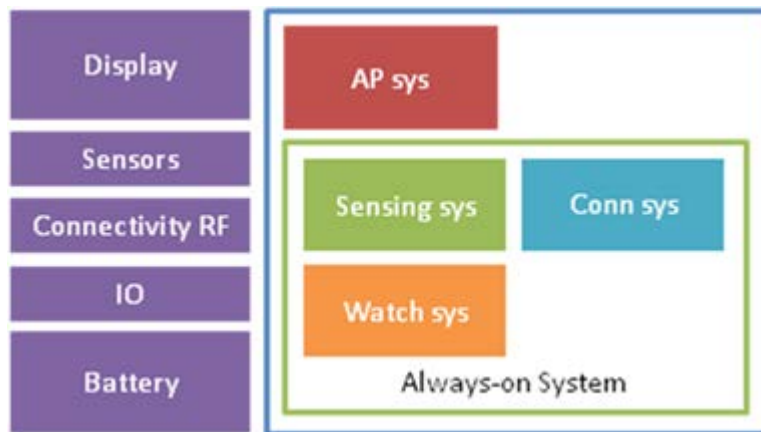 Display
Sensors
Connectivity RF
IO
Battery
AP sys
Sensing sys
Conn sys
Watch sys
Always-on System